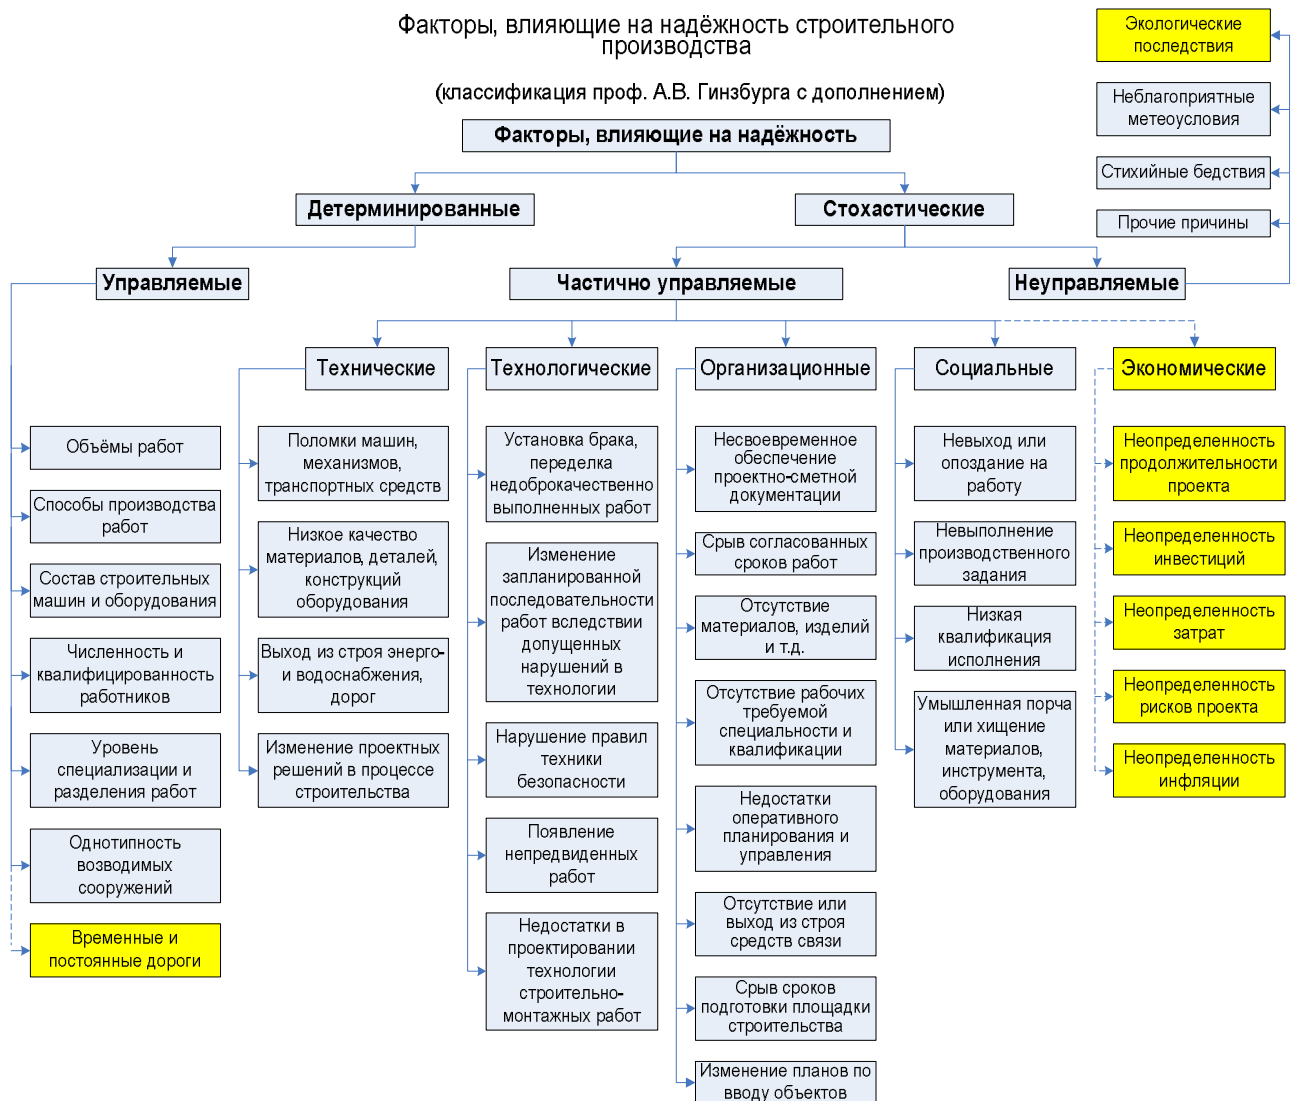 Факторы, влияющие на надёжность строительного
производства
(классификация проф. А.В. Гинзбурга с дополнением)
Экологические
последствия
Неблагоприятные
метеоусловия
Стихийные бедствия
Прочие причины
Факторы, влияющие на надёжность
Детерминированные
Стохастические
Управляемые
Частично управляемые
Неуправляемые
Технические
Технологические
Организационные
Социальные
Экономические
Объёмы работ
Способы производства
работ
Состав строительных
машин и оборудования
Численность и
квалифицированность
работников
Уровень
специализации и
разделения работ
Однотипность
возводимых
сооружений
Временные и
постоянные дороги
Поломки машин,
механизмов,
транспортных средств
Низкое качество
материалов, деталей,
конструкций
оборудования
Выход из строя энерго-
и водоснабжения,
дорог
Изменение проектных
решений в процессе
строительства
Установка брака,
переделка
недоброкачественно
выполненных работ
Изменение
запланированной
последовательности
работ вследствии
допущенных
нарушений в
технологии
Нарушение правил
техники
безопасности
Появление
непредвиденных
работ
Недостатки в
проектировании
технологии
строительно-
монтажных работ
Несвоевременное
обеспечение
проектно-сметной
документации
Срыв согласованных
сроков работ
Отсутствие
материалов, изделий
и т.д.
Отсутствие рабочих
требуемой
специальности и
квалификации
Недостатки
оперативного
планирования и
управления
Отсутствие или
выход из строя
средств связи
Срыв сроков
подготовки площадки
строительства
Изменение планов по
вводу объектов
Невыход или
опоздание на
работу
Невыполнение
производственного
задания
Низкая
квалификация
исполнения
Умышленная порча
или хищение
материалов,
инструмента,
оборудования
Неопределенность
продолжительности
проекта
Неопределенность
инвестиций
Неопределенность
затрат
Неопределенность
рисков проекта
Неопределенность
инфляции